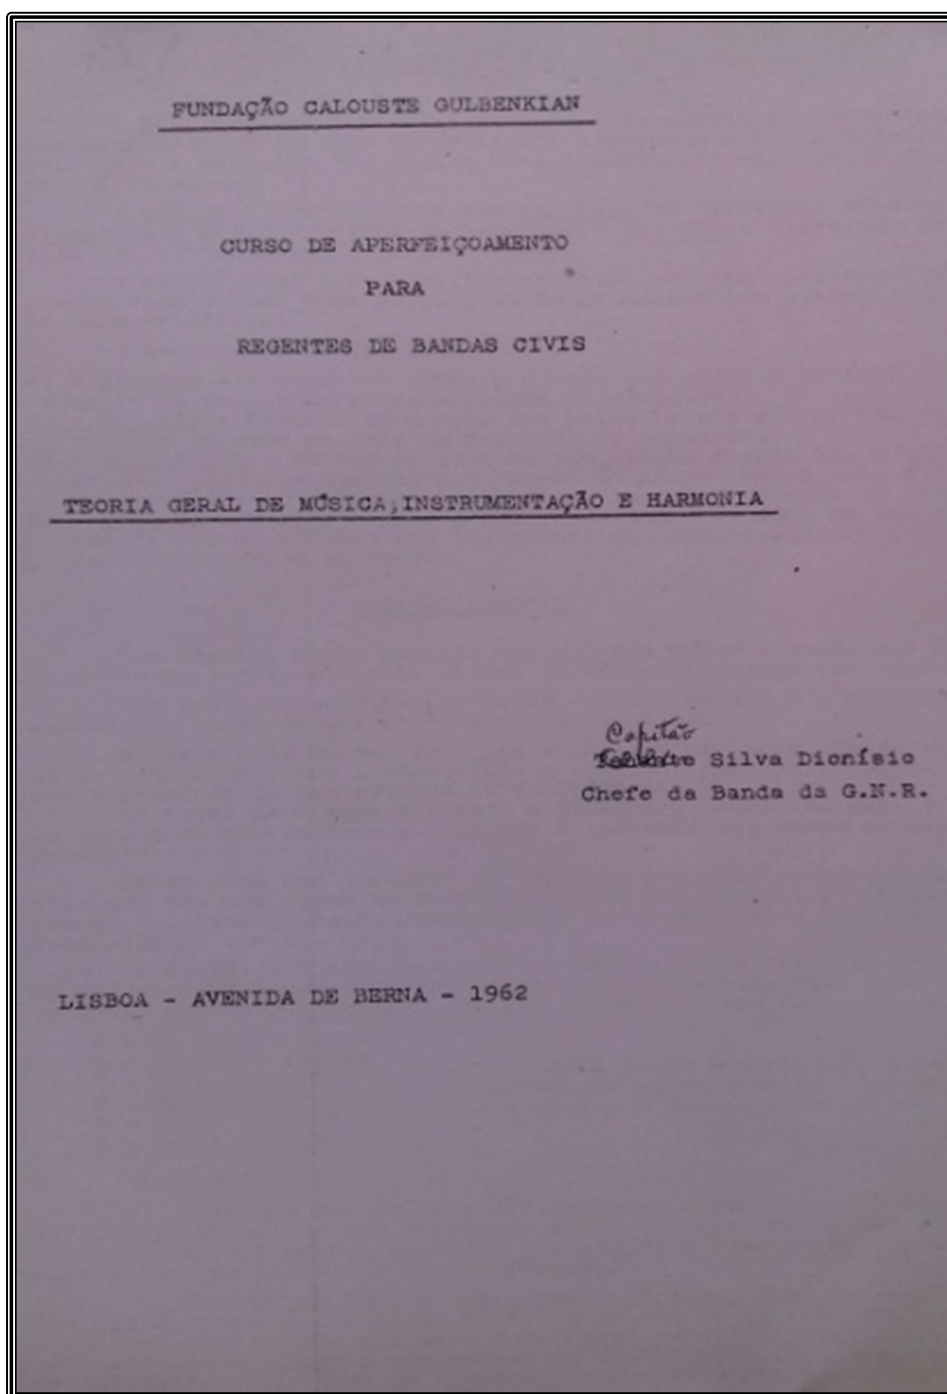 FUNDAÇÃO CALOUSTE GULBENKIAN
CURSO DE APERFEIÇOAMENTO
PARA
REGENTES DE BANDAS CIVIS
TEORIA GERAL DE MÚSICA, INSTRUMENTAÇÃO E HARMONIA
Capitão
Tenente Silva Dionísio
Chefe da Banda da G.N.R.
LISBOA - AVENIDA DE BERNA - 1962